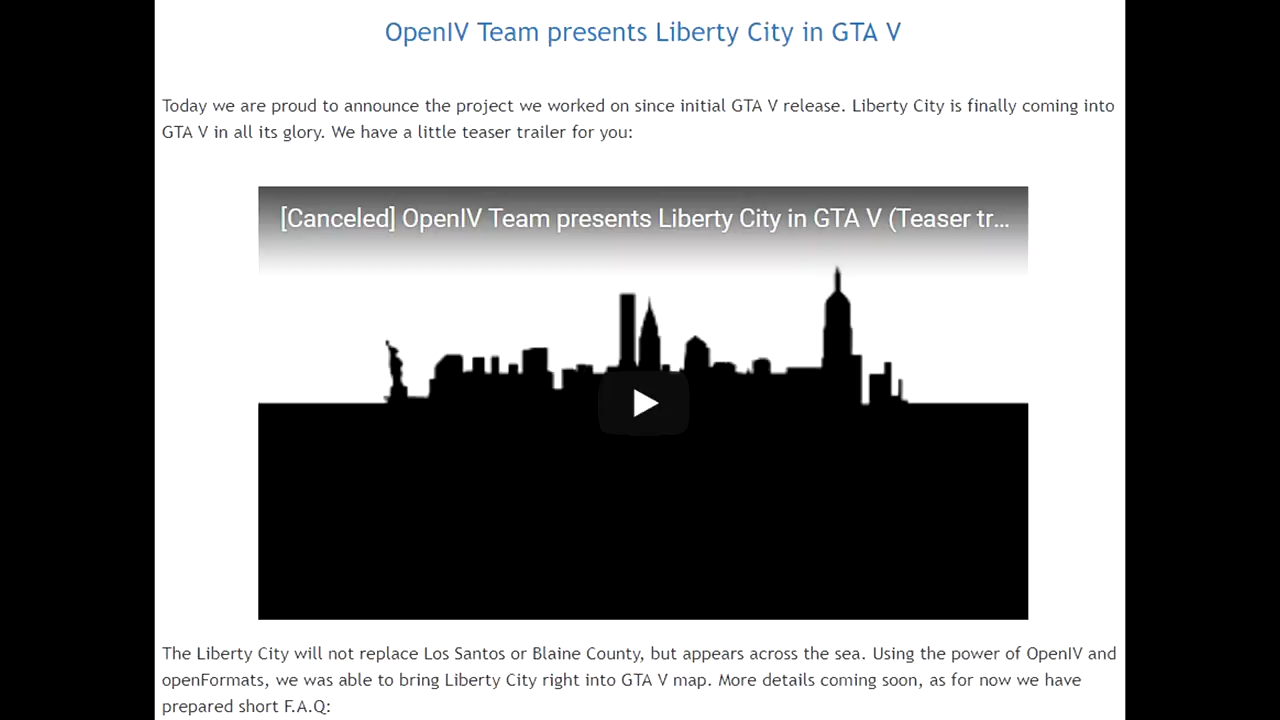 OpenIV Team presents Liberty City in GTA V
Today we are proud to announce the project we worked on since initial GTA V release. Liberty City is finally coming into
GTA V in all its glory. We have a little teaser trailer for you:
[Canceled] OpenIV Team presents Liberty City in GTA V (Teaser tr...
The Liberty City will not replace Los Santos or Blaine County, but appears across the sea. Using the power of OpenIV and
openFormats, we was able to bring Liberty City right into GTA V map. More details coming soon, as for now we have
prepared short F.A.Q: